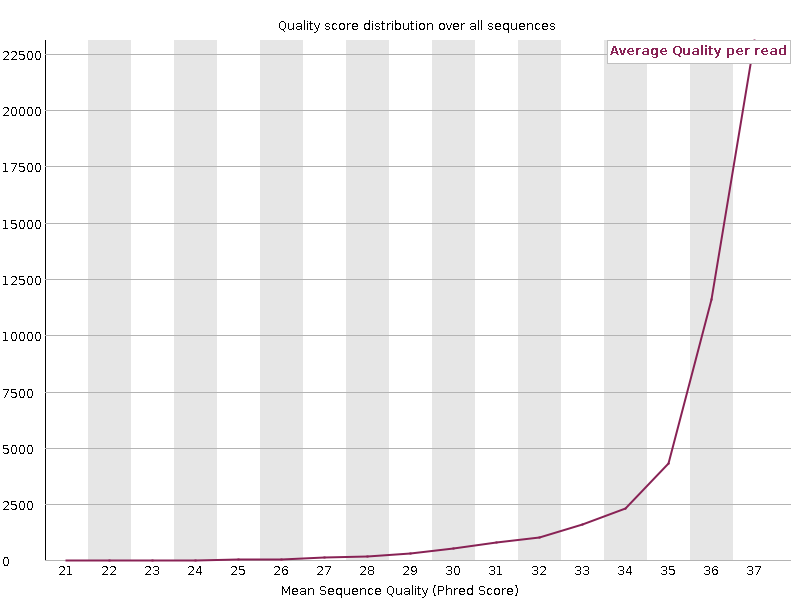 Quality score distribution over all sequences
Average Quality per read
22500
20000
17500
15000
12500
10000
7500
5000
2500
0
21 22 23 24 25 26 27 28 29 30 31 32 33 34 35 36 37
Mean Sequence Quality (Phred Score)